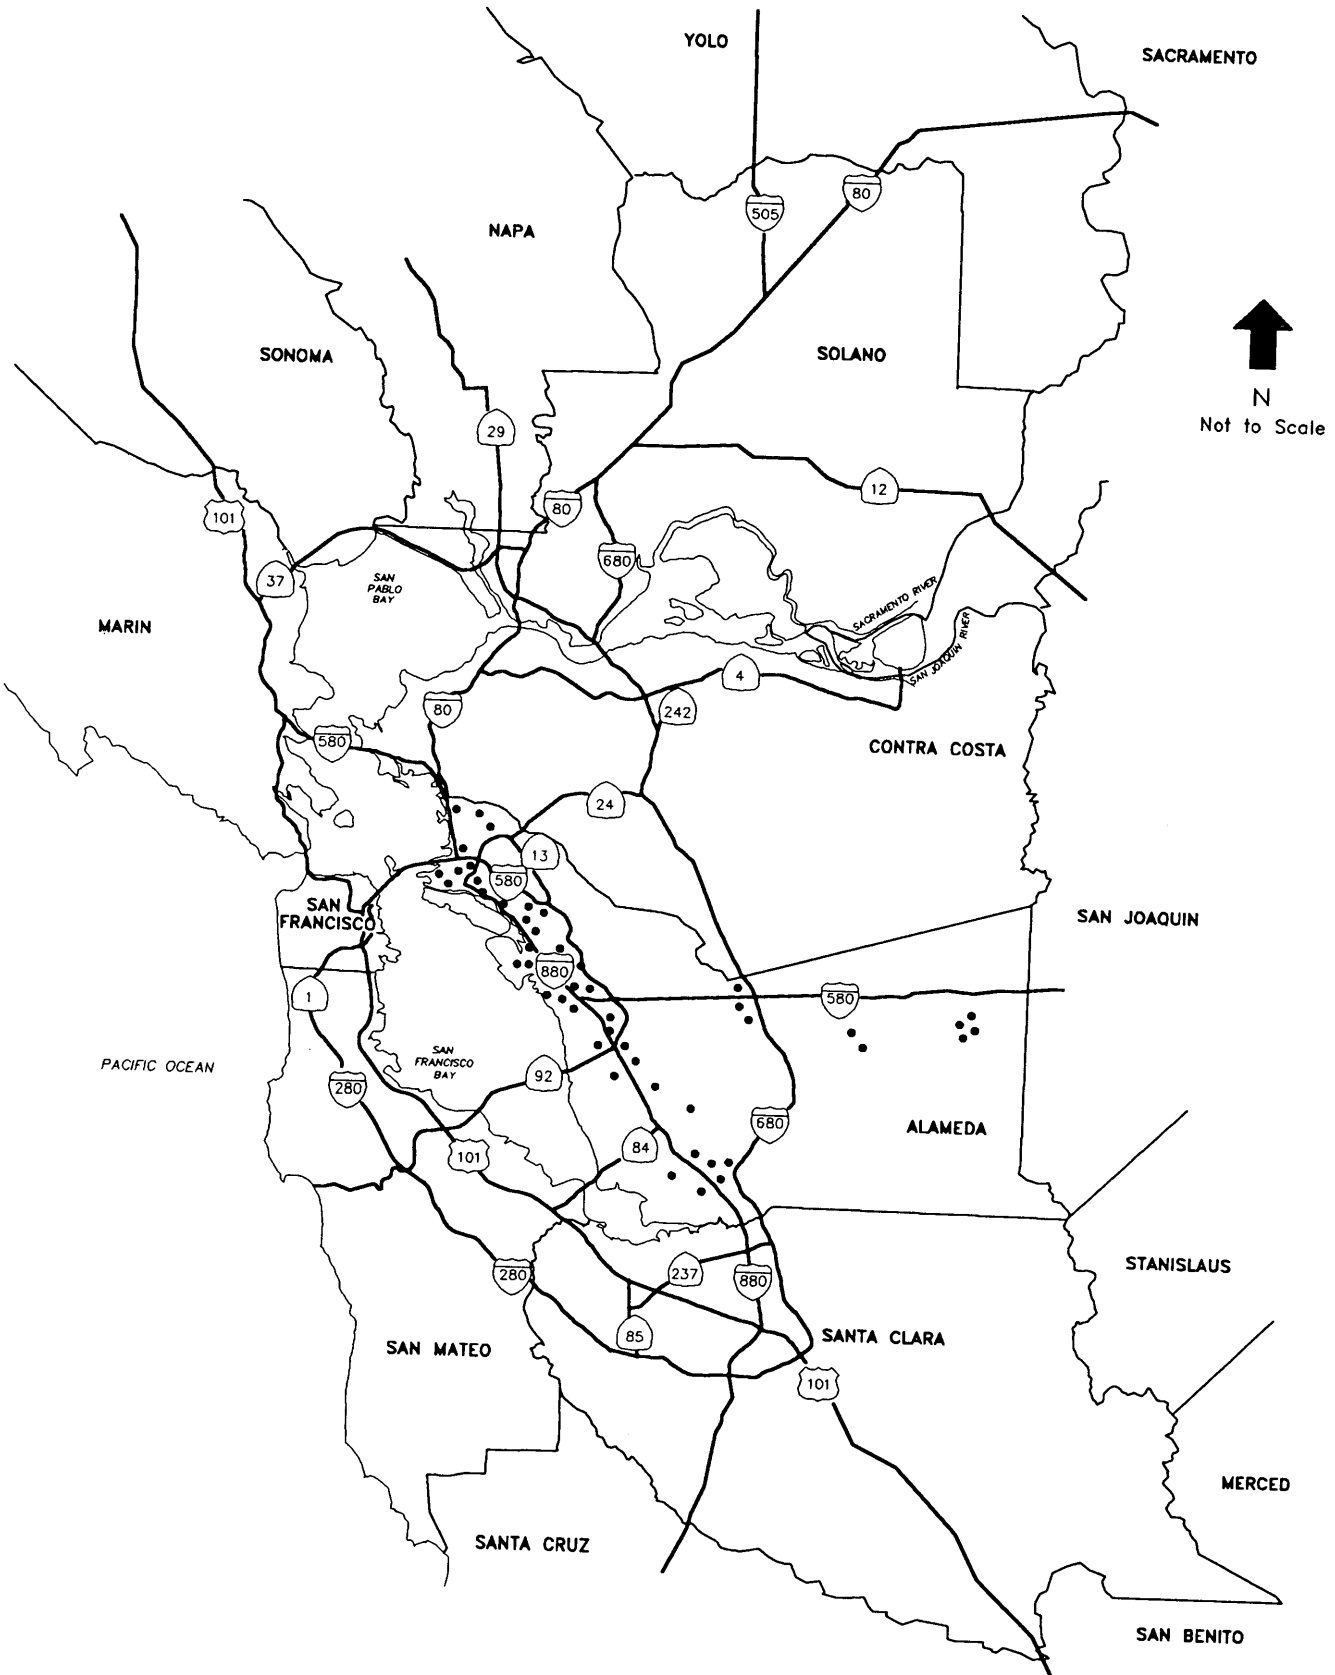 YOLO
SACRAMENTO
80
505
NAPA
SONOMA
SOLANO
N
Not to Scale
29
12
80
101
680
37
SAN
PABLO
BAY
SACRAMENTO RIVER
MARIN
SAN JOAQUIN RIVER
4
80
242
580
CONTRA COSTA
24
13
580
SAN
FRANCISCO
SAN JOAQUIN
880
1
580
PACIFIC OCEAN
SAN
FRANCISCO
BAY
92
280
680
ALAMEDA
84
101
STANISLAUS
280
237
880
85
SANTA CLARA
SAN MATEO
101
MERCED
SANTA CRUZ
SAN BENITO